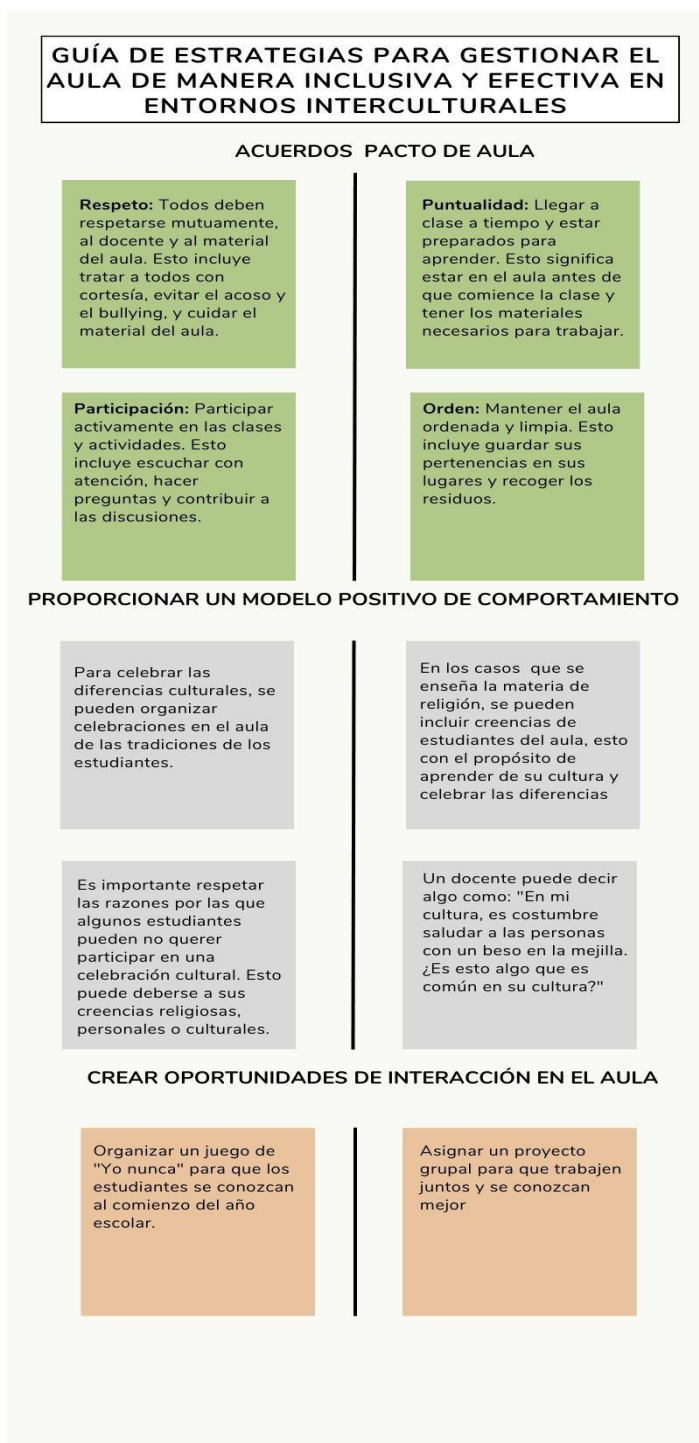 GUÍA DE ESTRATEGIAS PARA GESTIONAR EL
AULA DE MANERA INCLUSIVA Y EFECTIVA EN
ENTORNOS INTERCULTURALES
ACUERDOS PACTO DE AULA
Respeto: Todos deben
respetarse mutuamente,
al docente y al material
del aula. Esto incluye
tratar a todos con
cortesía, evitar el acoso y
el bullying, y cuidar el
material del aula.
Puntualidad: Llegar a
clase a tiempo y estar
preparados para
aprender. Esto significa
estar en el aula antes de
que comience la clase y
tener los materiales
necesarios para trabajar.
Participación: Participar
activamente en las clases
y actividades. Esto
incluye escuchar con
atención, hacer
preguntas y contribuir a
las discusiones.
Orden: Mantener el aula
ordenada y limpia. Esto
incluye guardar sus
pertenencias en sus
lugares y recoger los
residuos.
PROPORCIONAR UN MODELO POSITIVO DE COMPORTAMIENTO
Para celebrar las
diferencias culturales, se
pueden organizar
celebraciones en el aula
de las tradiciones de los
estudiantes.
En los casos que se
enseña la materia de
religión, se pueden
incluir creencias de
estudiantes del aula, esto
con el propósito de
aprender de su cultura y
celebrar las diferencias
Es importante respetar
las razones por las que
algunos estudiantes
pueden no querer
participar en una
celebración cultural. Esto
puede deberse a sus
creencias religiosas,
personales o culturales.
Un docente puede decir
algo como: "En mi
cultura, es costumbre
saludar a las personas
con un beso en la mejilla.
¿Es esto algo que es
común en su cultura?"
CREAR OPORTUNIDADES DE INTERACCIÓN EN EL AULA
Organizar un juego de
"Yo nunca" para que los
estudiantes se conozcan
al comienzo del año
escolar.
Asignar un proyecto
grupal para que trabajen
juntos y se conozcan
mejor